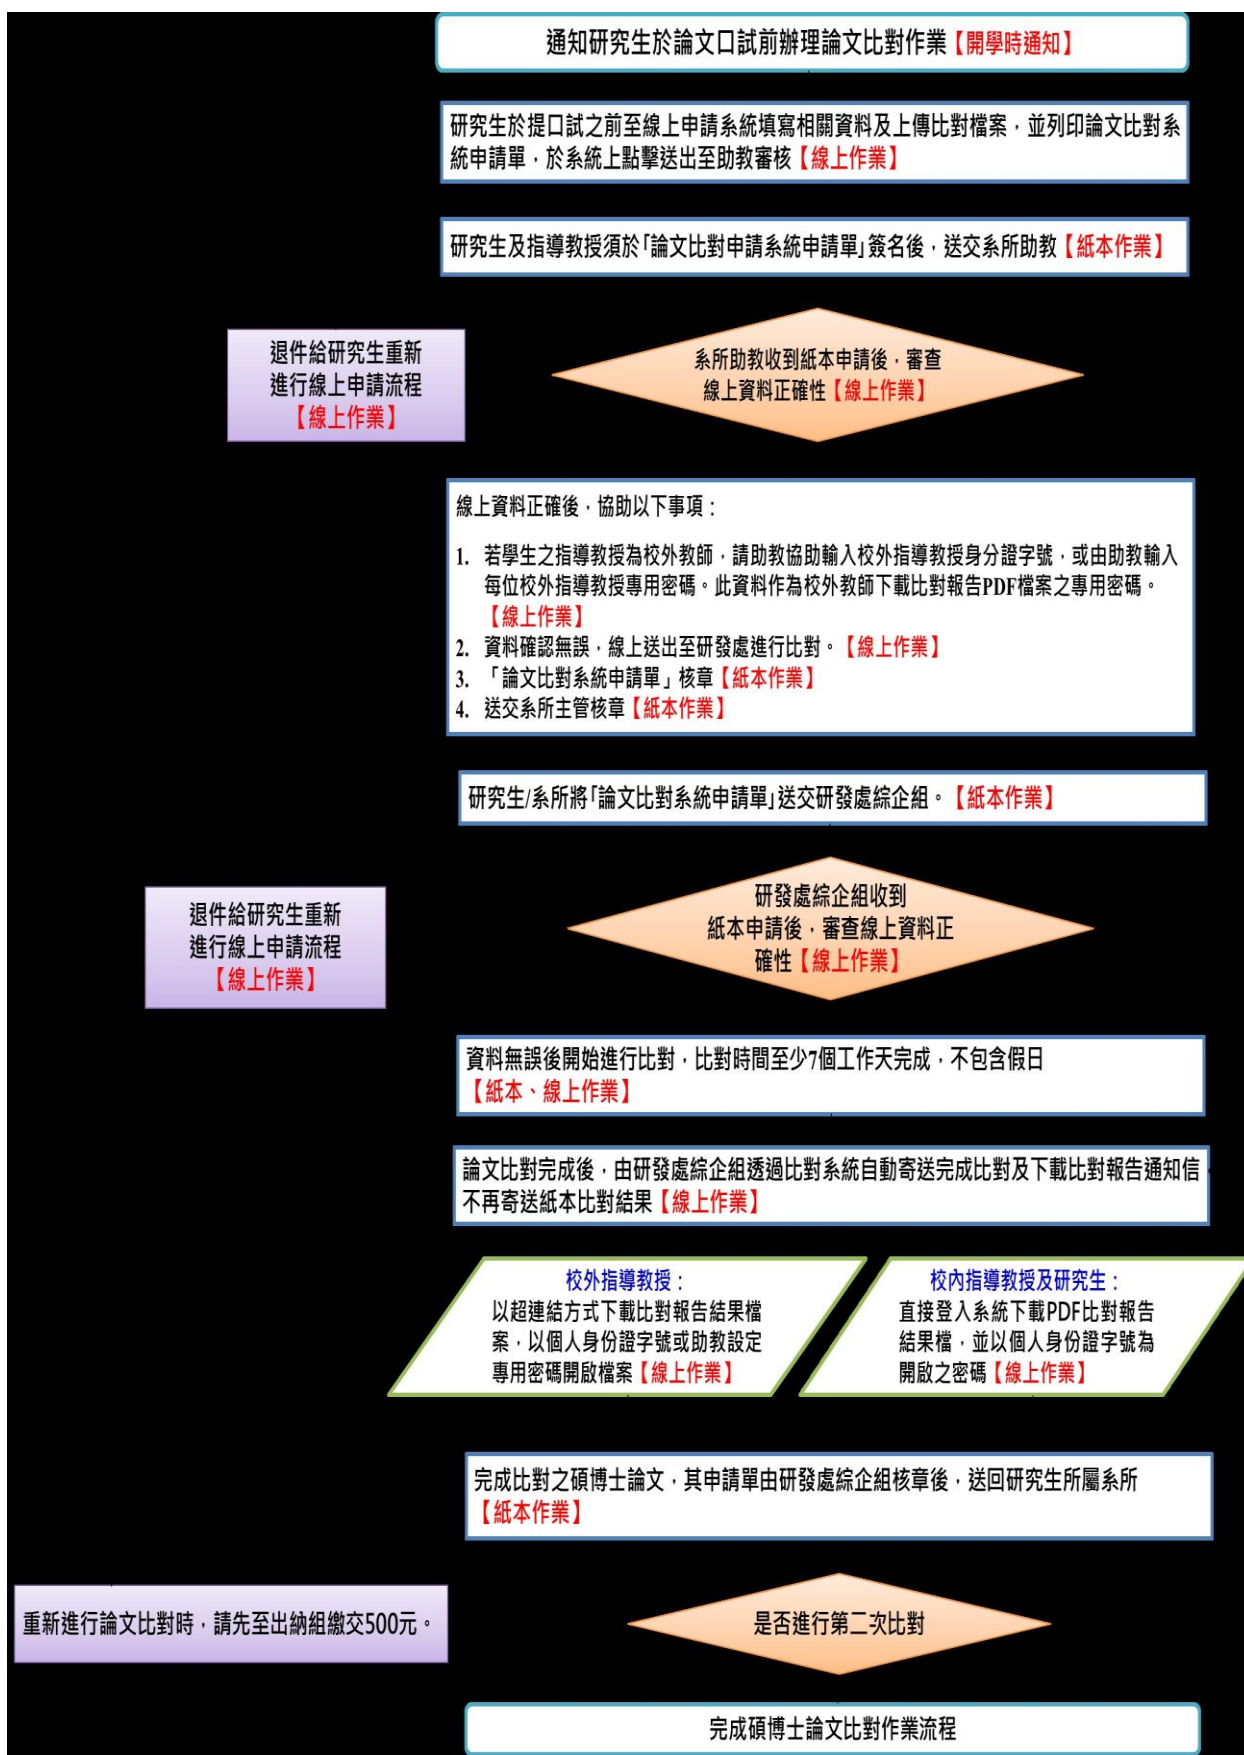 通知研究生於論文口試前辦理論文比對作業【開學時通知】
研究生於提口試之前至線上申請系統填寫相關資料及上傳比對檔案，並列印論文比對系
統申請單，於系統上點擊送出至助教審核【線上作業】
研究生及指導教授須於「論文比對申請系統申請單」簽名後，送交系所助教【紙本作業】
退件給研究生重新
進行線上申請流程
【線上作業】
系所助教收到紙本申請後，審查
線上資料正確性【線上作業】
線上資料正確後，協助以下事項：
1. 若學生之指導教授為校外教師，請助教協助輸入校外指導教授身分證字號，或由助教輸入
每位校外指導教授專用密碼。此資料作為校外教師下載比對報告PDF檔案之專用密碼。
【線上作業】
2. 資料確認無誤，線上送出至研發處進行比對。【線上作業】
3. 「論文比對系統申請單」核章【紙本作業】
4. 送交系所主管核章【紙本作業】
研究生/系所將「論文比對系統申請單」送交研發處綜企組。【紙本作業】
退件給研究生重新
進行線上申請流程
【線上作業】
研發處綜企組收到
紙本申請後，審查線上資料正
確性【線上作業】
資料無誤後開始進行比對，比對時間至少7個工作天完成，不包含假日
【紙本、線上作業】
論文比對完成後，由研發處綜企組透過比對系統自動寄送完成比對及下載比對報告通知信，
不再寄送紙本比對結果【線上作業】
校外指導教授：
以超連結方式下載比對報告結果檔
案，以個人身份證字號或助教設定
專用密碼開啟檔案【線上作業】
校內指導教授及研究生：
直接登入系統下載PDF比對報告
結果檔，並以個人身份證字號為
開啟之密碼【線上作業】
完成比對之碩博士論文，其申請單由研發處綜企組核章後，送回研究生所屬系所
【紙本作業】
重新進行論文比對時，請先至出納組繳交500元。
是否進行第二次比對
完成碩博士論文比對作業流程